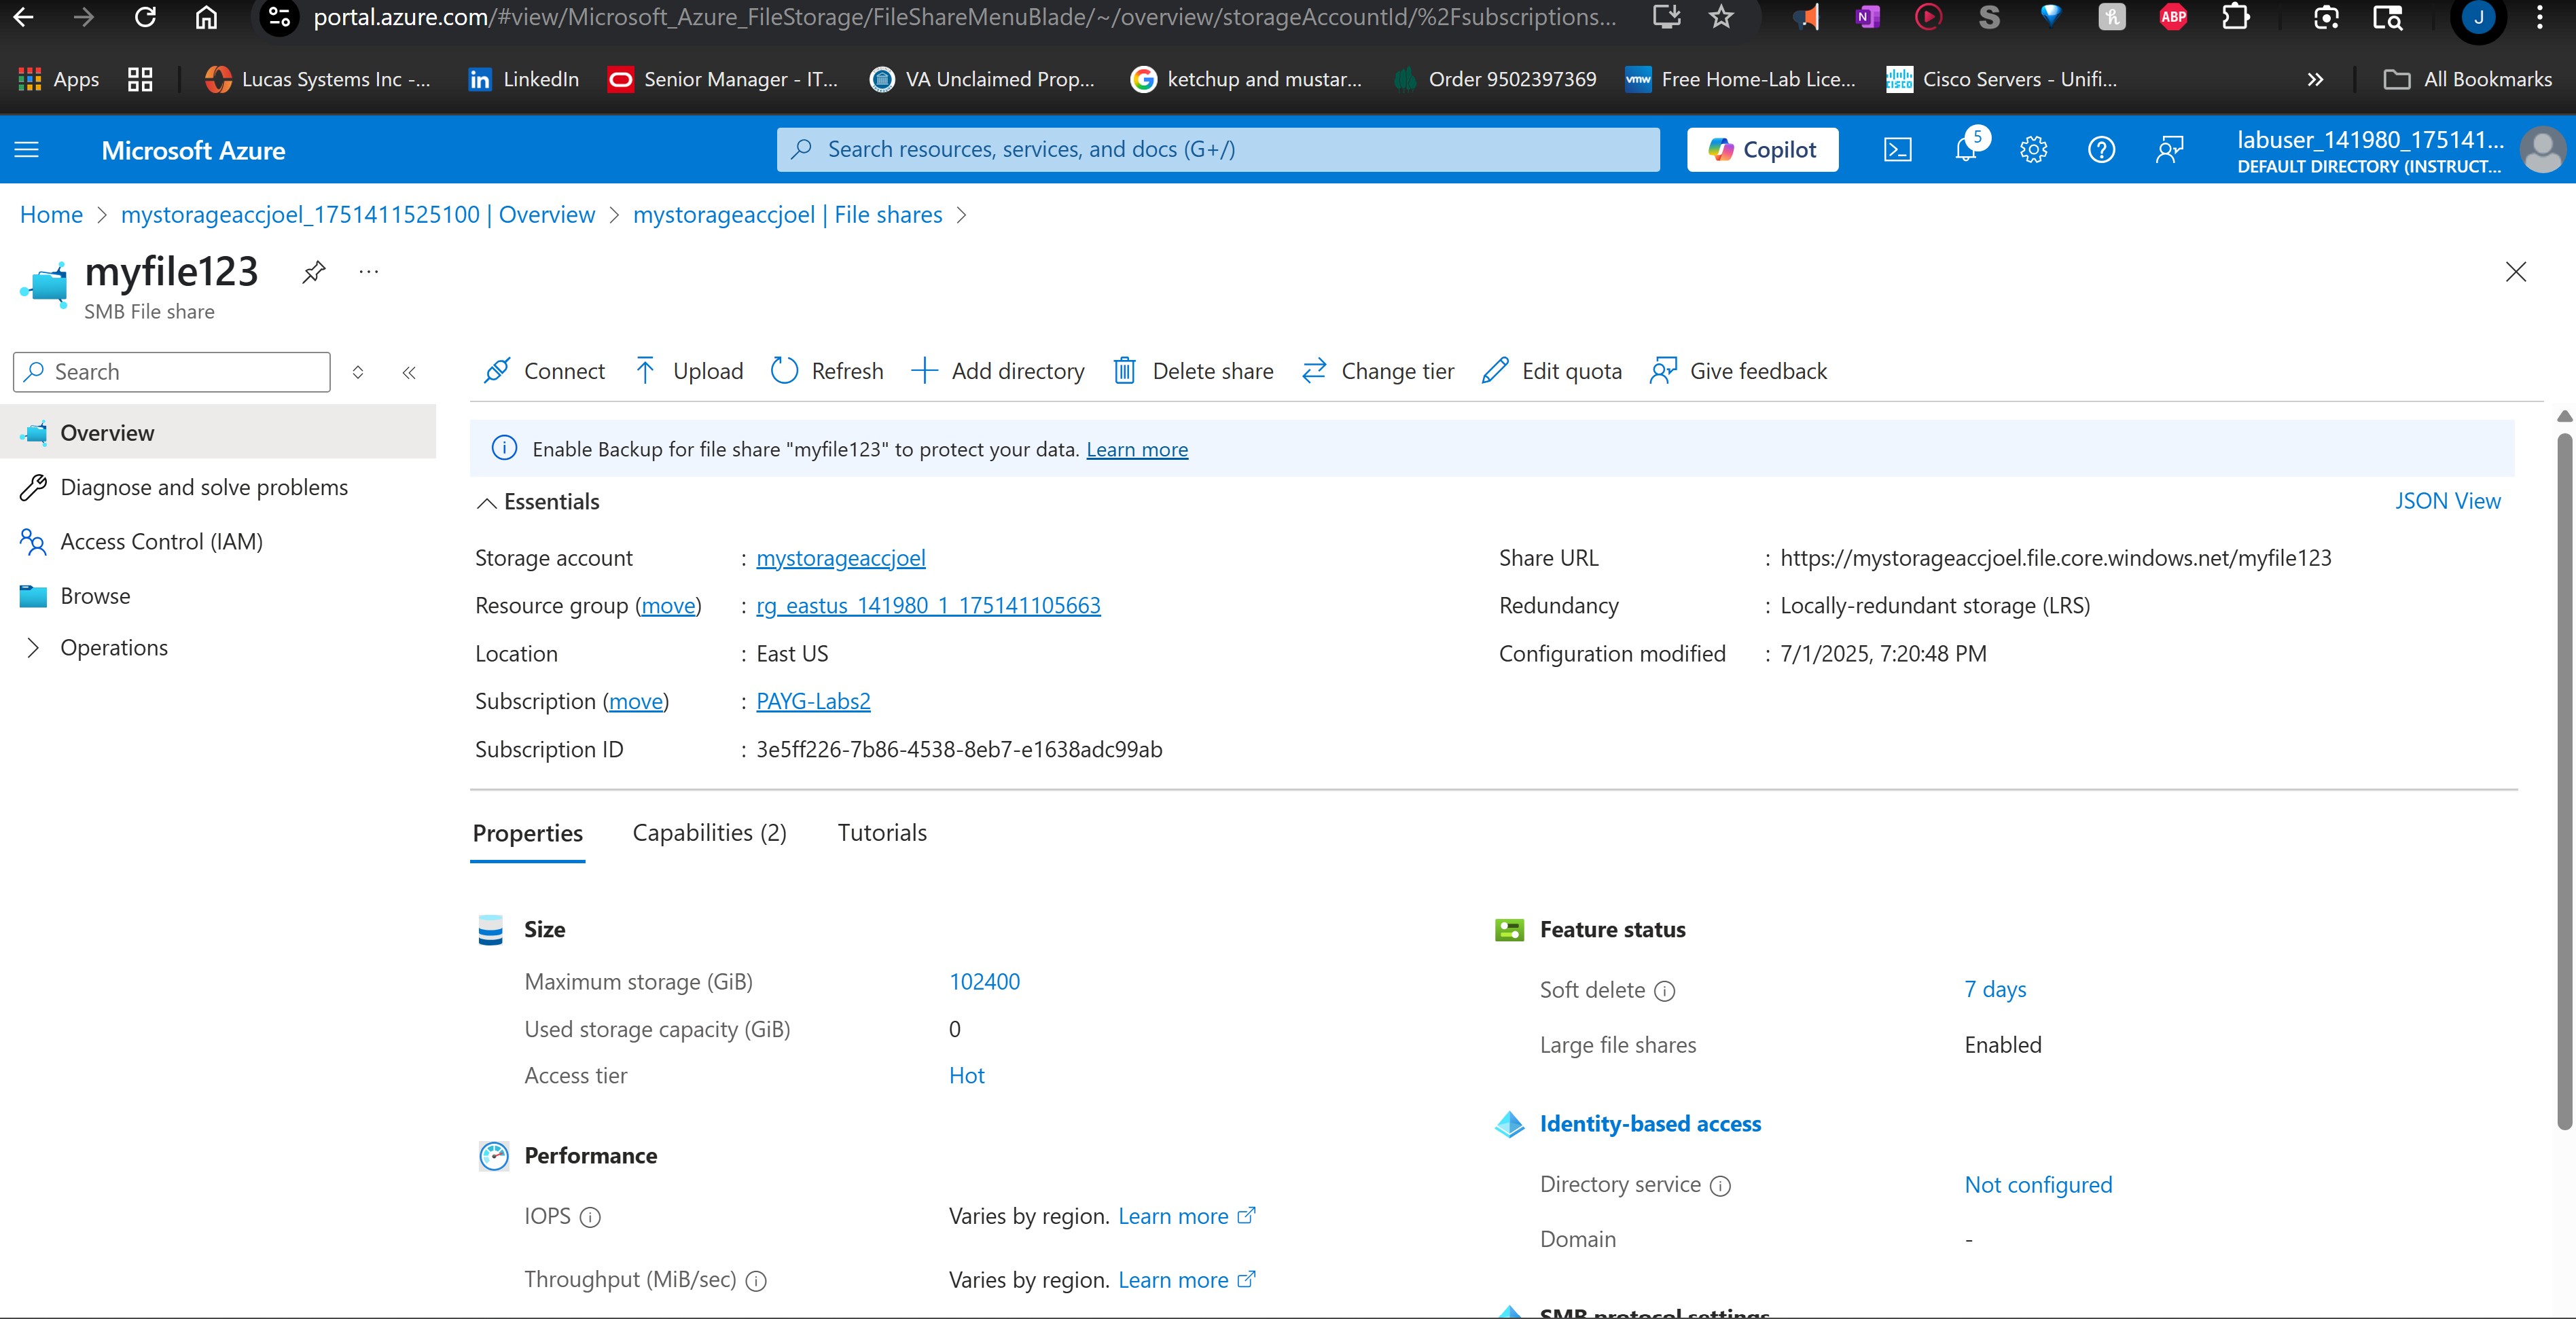 portal.azure.com/#view/Microsoft_Azure_FileStorage/FileShareMenuBlade/~/overview/storageAccountId/%2Fsubscriptions...
N
S
ABP
J
Apps
Lucas Systems Inc -...
in LinkedIn
Senior Manager - IT...
VA Unclaimed Prop...
ketchup and mustar...
Order 9502397369
vmw Free Home-Lab Lice...
CISCO Cisco Servers - Unifi...
All Bookmarks
Microsoft Azure
Search resources, services, and docs (G+/)
Copilot
5
labuser_141980_175141...
DEFAULT DIRECTORY (INSTRUCT...
Home > mystorageaccjoel_1751411525100 | Overview > mystorageaccjoel | File shares >
myfile123
SMB File share
Search
Connect
Upload
Refresh
Add directory
Delete share
Change tier
Edit quota
Give feedback
Overview
Diagnose and solve problems
Access Control (IAM)
Browse
Operations
Enable Backup for file share "myfile123" to protect your data. Learn more
Essentials
JSON View
Storage account : mystorageaccjoel
Resource group (move) : rg_eastus_141980_1_175141105663
Location : East US
Subscription (move) : PAYG-Labs2
Subscription ID : 3e5ff226-7b86-4538-8eb7-e1638adc99ab
Share URL : https://mystorageaccjoel.file.core.windows.net/myfile123
Redundancy : Locally-redundant storage (LRS)
Configuration modified : 7/1/2025, 7:20:48 PM
Properties
Capabilities (2)
Tutorials
Size
Maximum storage (GiB) 102400
Used storage capacity (GiB) 0
Access tier Hot
Performance
IOPS Varies by region. Learn more
Throughput (MiB/sec) Varies by region. Learn more
Feature status
Soft delete 7 days
Large file shares Enabled
Identity-based access
Directory service Not configured
Domain -
SMB protocol settings